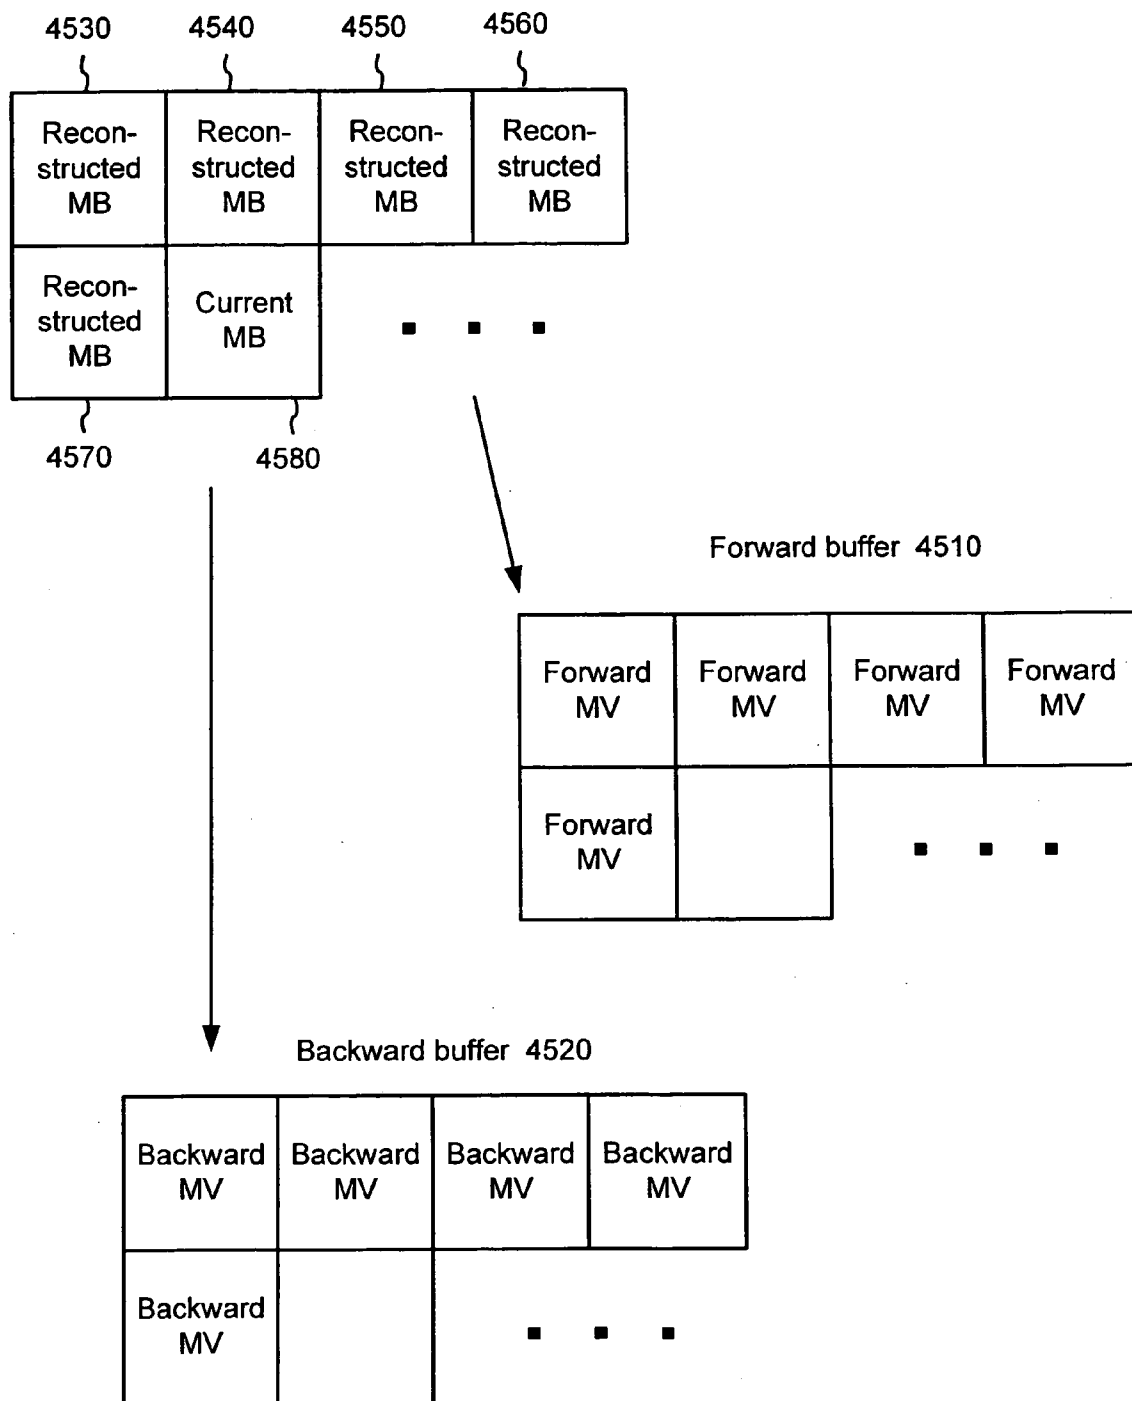 4530 4540 4550 4560
Recon-
structed
MB
Recon-
structed
MB
Recon-
structed
MB
Recon-
structed
MB
Recon-
structed
MB
Current
MB
4570
4580
Forward buffer 4510
Forward
MV
Forward
MV
Forward
MV
Forward
MV
Forward
MV
Backward buffer 4520
Backward
MV
Backward
MV
Backward
MV
Backward
MV
Backward
MV